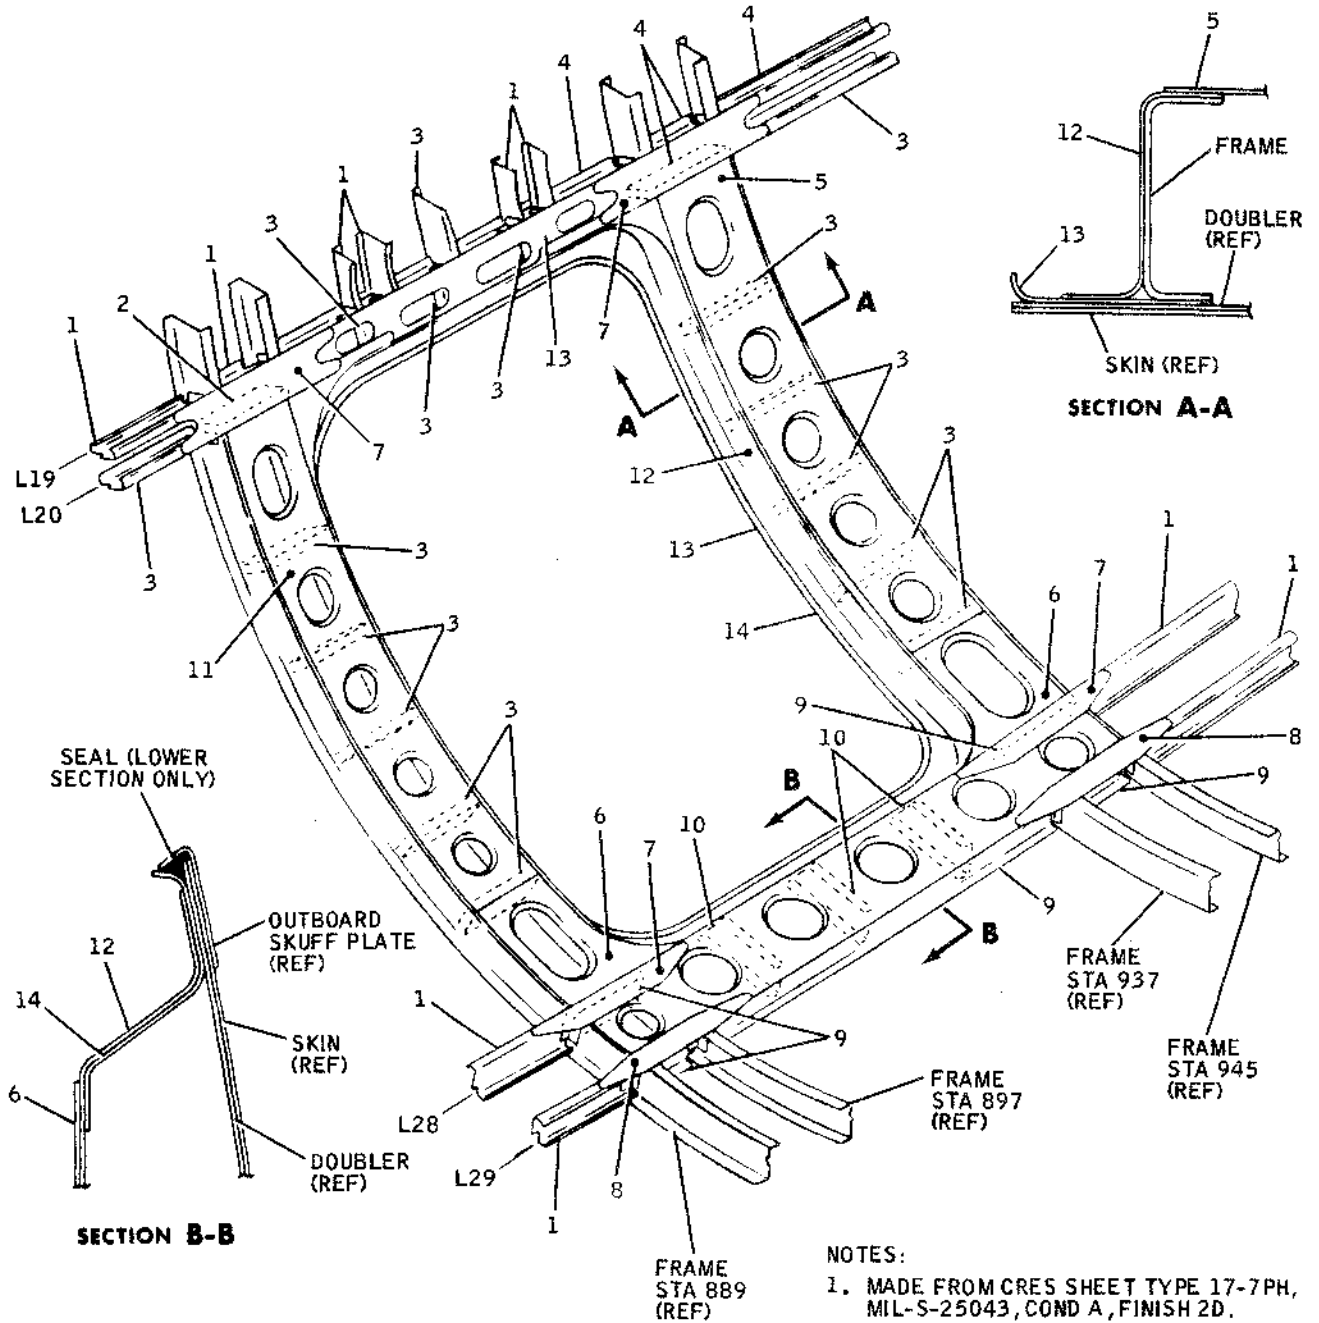 4
4
4
5
1
12
3
FRAME
3
1
5
DOUBLER
(REF)
13
3
3
1
2
A
1
7
13
3
SKIN (REF)
3
SECTION A-A
A
3
7
L19
12
3
L20
3
3
13
1
11
3
14
7
1
6
3
9
10
8
SEAL (LOWER
SECTION ONLY)
B
9
6
7
10
OUTBOARD
SKUFF PLATE
(REF)
9
B
12
FRAME
STA 937
(REF)
14
1
SKIN
(REF)
9
FRAME
STA 945
(REF)
6
FRAME
STA 897
(REF)
L28
DOUBLER
(REF)
L29
8
1
SECTION B-B
FRAME
STA 889
(REF)
NOTES:
1. MADE FROM CRES SHEET TYPE 17-7PH,
MIL-S-25043, COND A, FINISH 2D.